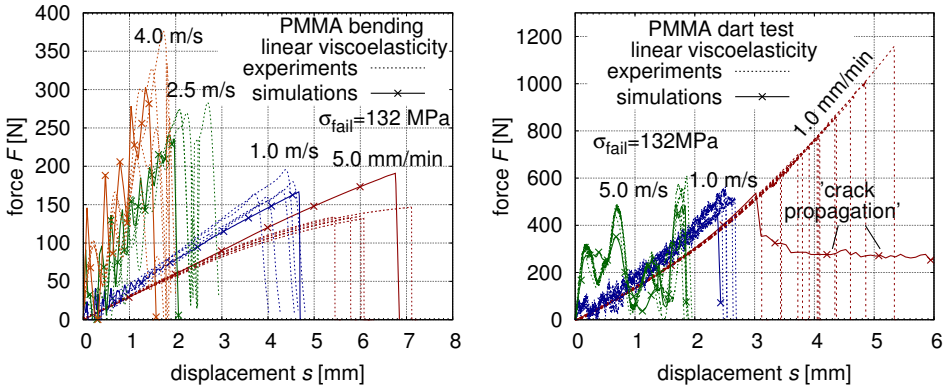 PMMA bending
linear viscoelasticity
experiments
simulations
σfail=132 MPa
4.0 m/s
2.5 m/s
1.0 m/s
5.0 mm/min
force F [N]
400
350
300
250
200
150
100
50
0
0 1 2 3 4 5 6 7 8
displacement s [mm]
PMMA dart test
linear viscoelasticity
experiments
simulations
σfail=132MPa
1.0 mm/min
5.0 m/s
1.0 m/s
'crack
propagation'
force F [N]
1200
1000
800
600
400
200
0
0 1 2 3 4 5 6
displacement s [mm]